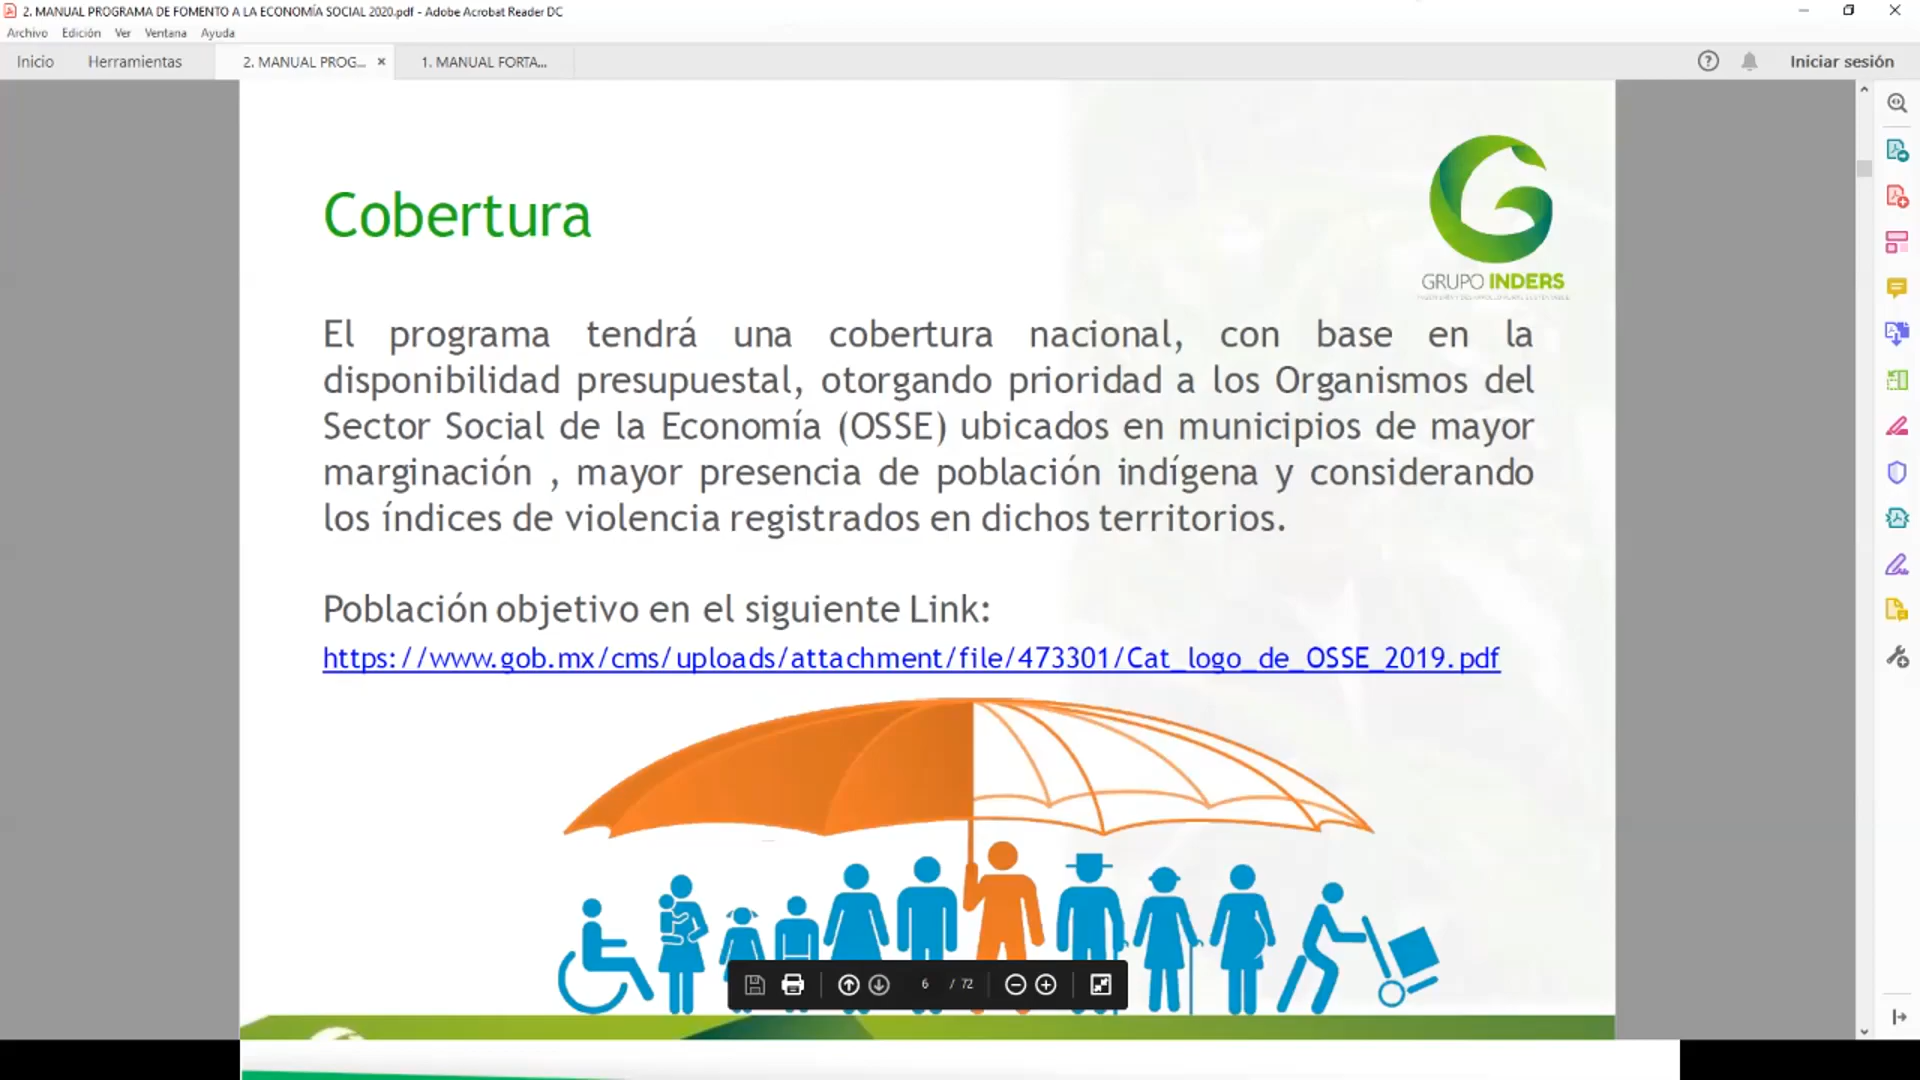 2. MANUAL PROGRAMA DE FOMENTO A LA ECONOMÍA SOCIAL 2020.pdf - Adobe Acrobat Reader DC
Archivo Edición Ver Ventana Ayuda
Inicio Herramientas 2. MANUAL PROG... × 1. MANUAL FORTA... Iniciar sesión
Cobertura
GRUPO INDERS
El programa tendrá una cobertura nacional, con base en la
disponibilidad presupuestal, otorgando prioridad a los Organismos del
Sector Social de la Economía (OSSE) ubicados en municipios de mayor
marginación , mayor presencia de población indígena y considerando
los índices de violencia registrados en dichos territorios.
Población objetivo en el siguiente Link:
https://www.gob.mx/cms/uploads/attachment/file/473301/Cat_logo_de_OSSE_2019.pdf
6 / 72